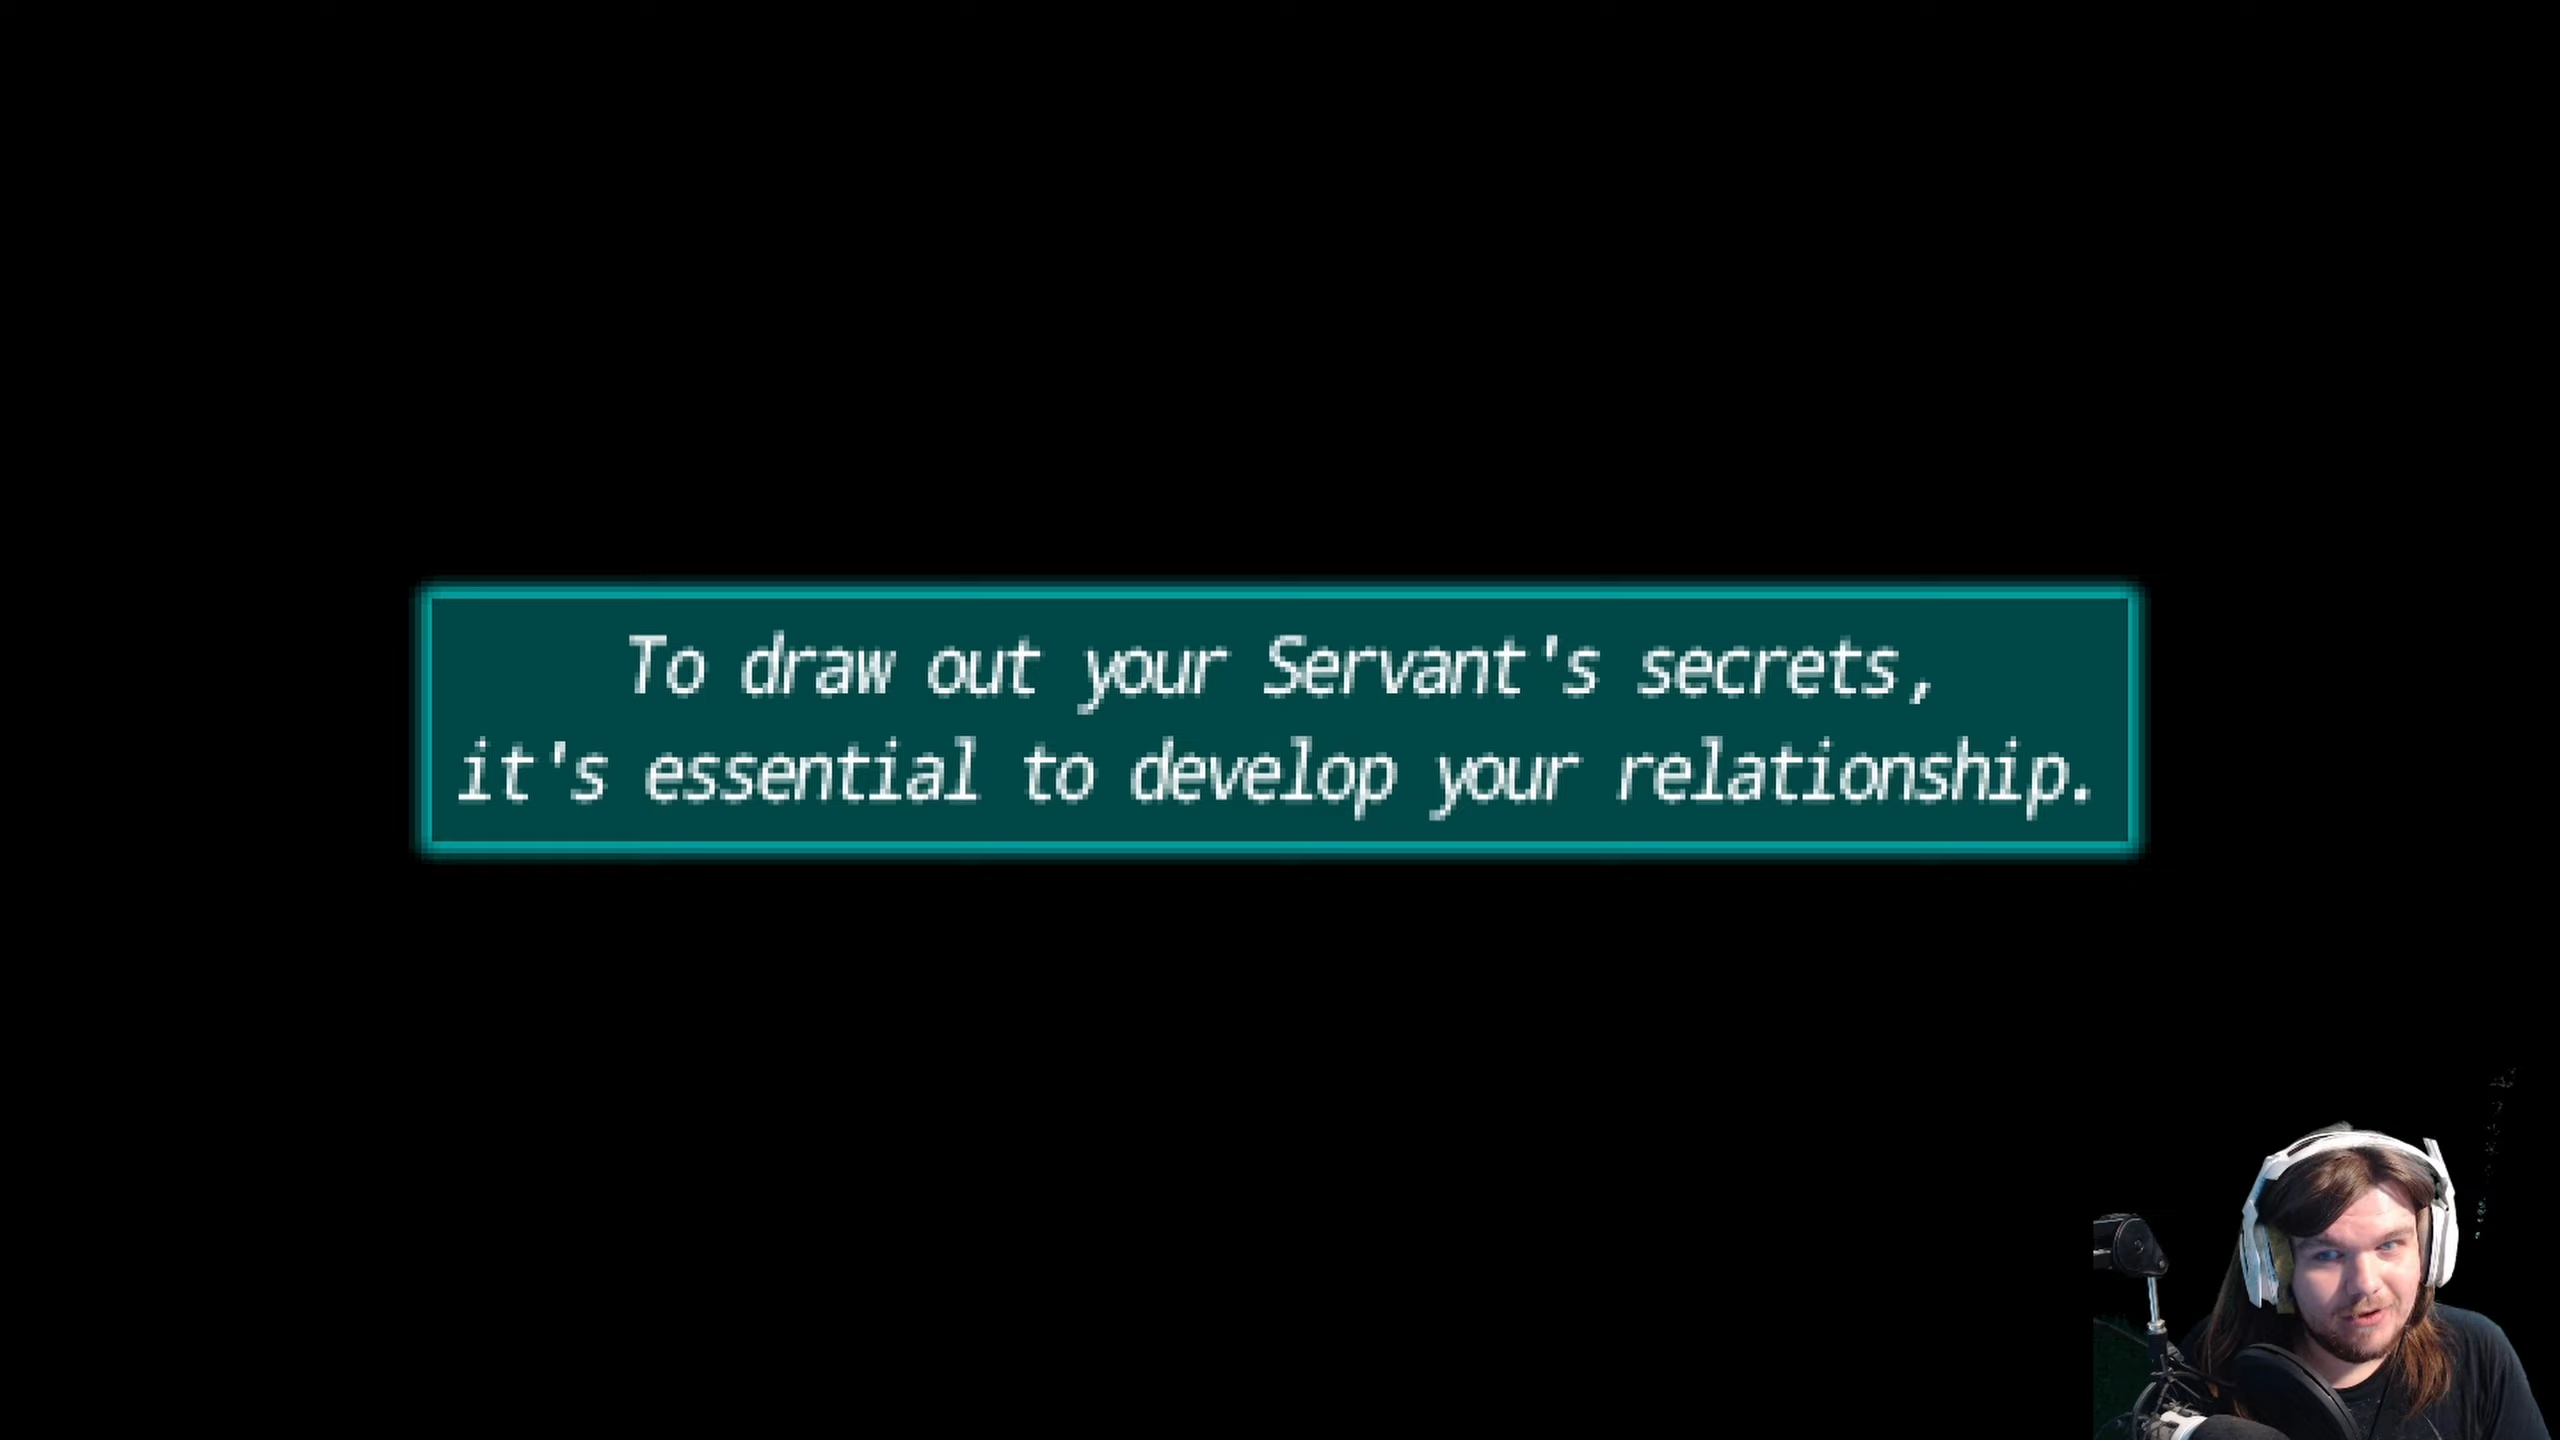 To draw out your Servant's secrets,
it's essential to develop your relationship.